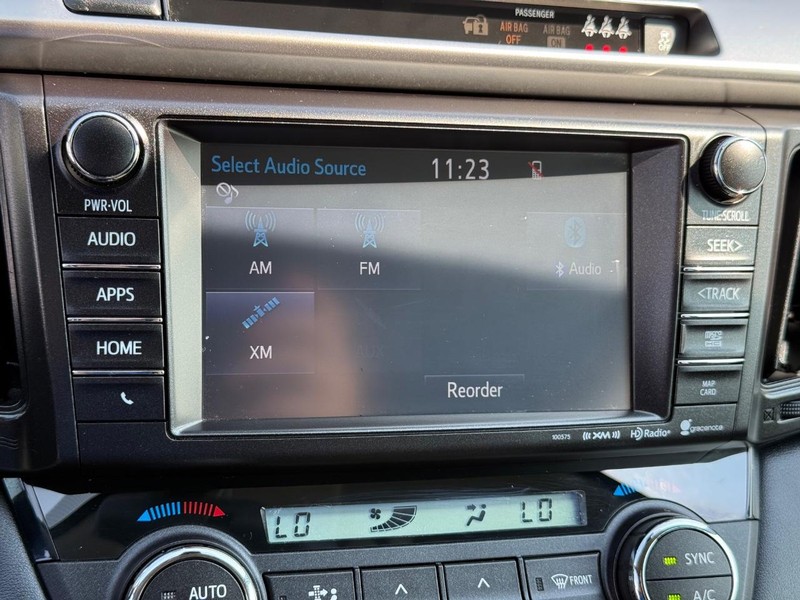 PASSENGER
AIR BAG OFF AIR BAG ON
Select Audio Source 11:23
PWR·VOL
TUNE·SCROLL
AUDIO
AM FM Audio
SEEK>
APPS
<TRACK
HOME
XM
Reorder
MAP CARD
100575 XM HD Radio gracenote
LO LO
AUTO
FRONT
SYNC
A/C